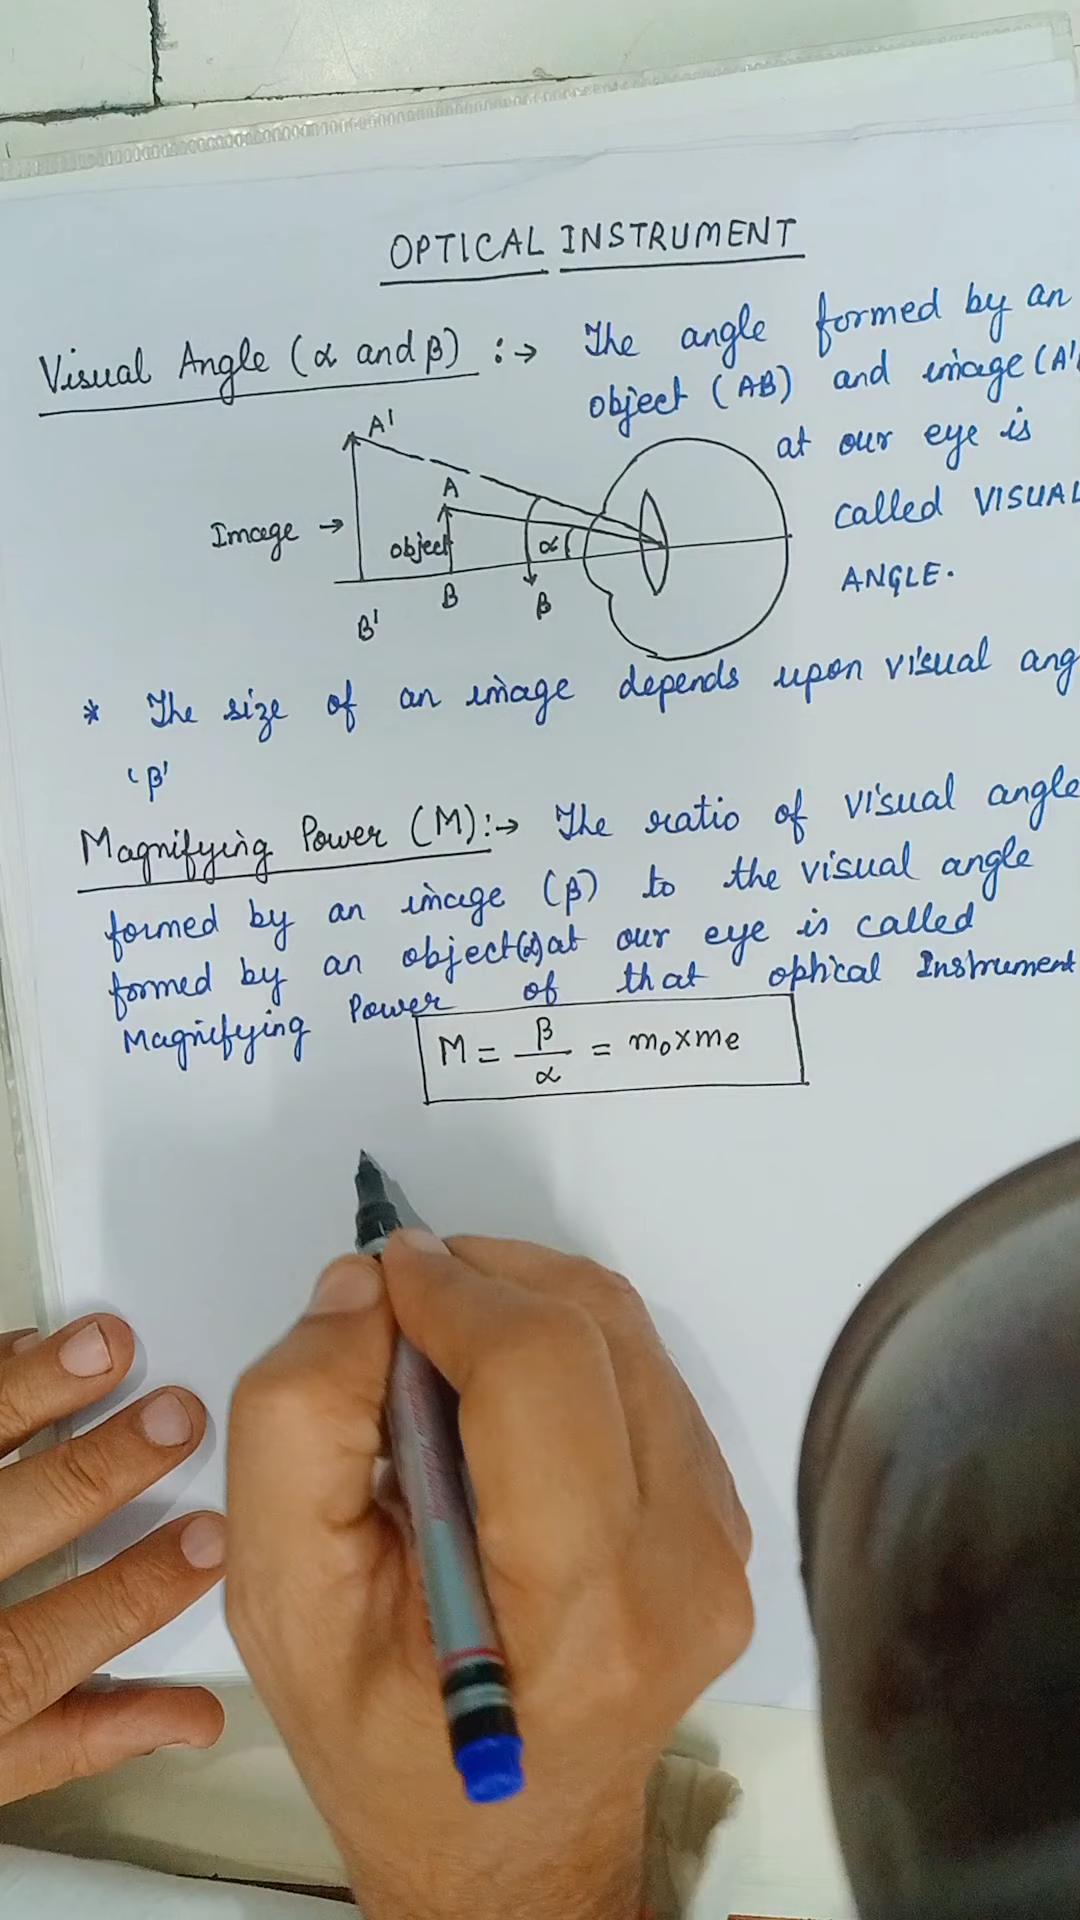 OPTICAL INSTRUMENT
Visual Angle (α and β) :→ The angle formed by an
object (AB) and image (A'
at our eye is
called VISUAL
ANGLE.
A'
A
Image →
object
α
B
β
B'
* The size of an image depends upon visual ang
'β'
Magnifying Power (M):→ The ratio of visual angle
formed by an image (β) to the visual angle
formed by an object(α)at our eye is called
Magnifying Power of that optical Instrument
M = β/α = mo×me